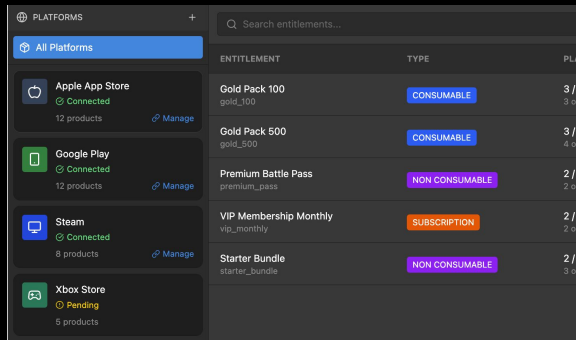 PLATFORMS +
All Platforms
Apple App Store
Connected
12 products Manage
Google Play
Connected
12 products Manage
Steam
Connected
8 products Manage
Xbox Store
Pending
5 products
Search entitlements...
ENTITLEMENT TYPE
Gold Pack 100
gold_100
CONSUMABLE
3 /
Gold Pack 500
gold_500
CONSUMABLE
3 /
Premium Battle Pass
premium_pass
NON CONSUMABLE
2 /
VIP Membership Monthly
vip_monthly
SUBSCRIPTION
2 /
Starter Bundle
starter_bundle
NON CONSUMABLE
2 /